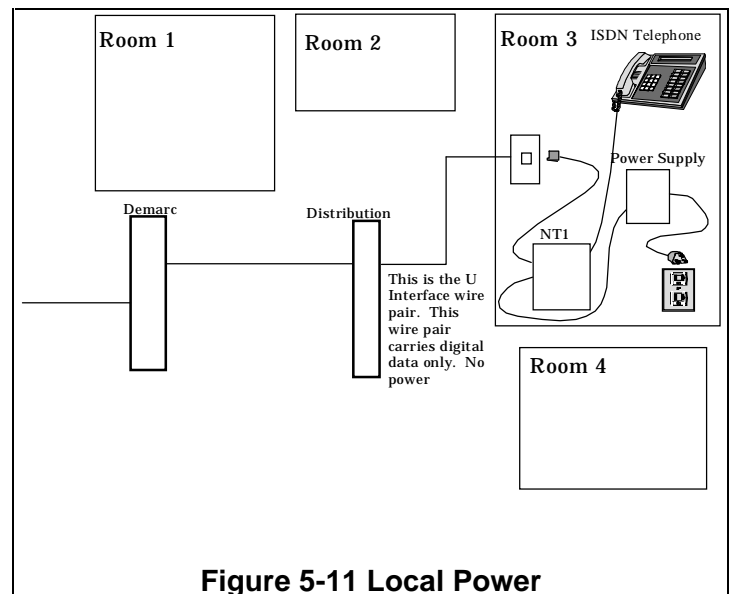 Room 1
Room 2
Room 3
ISDN Telephone
Power Supply
Demarc
Distribution
NT1
This is the U
Interface wire
pair. This
wire pair
carries digital
data only. No
power
Room 4
Figure 5-11 Local Power